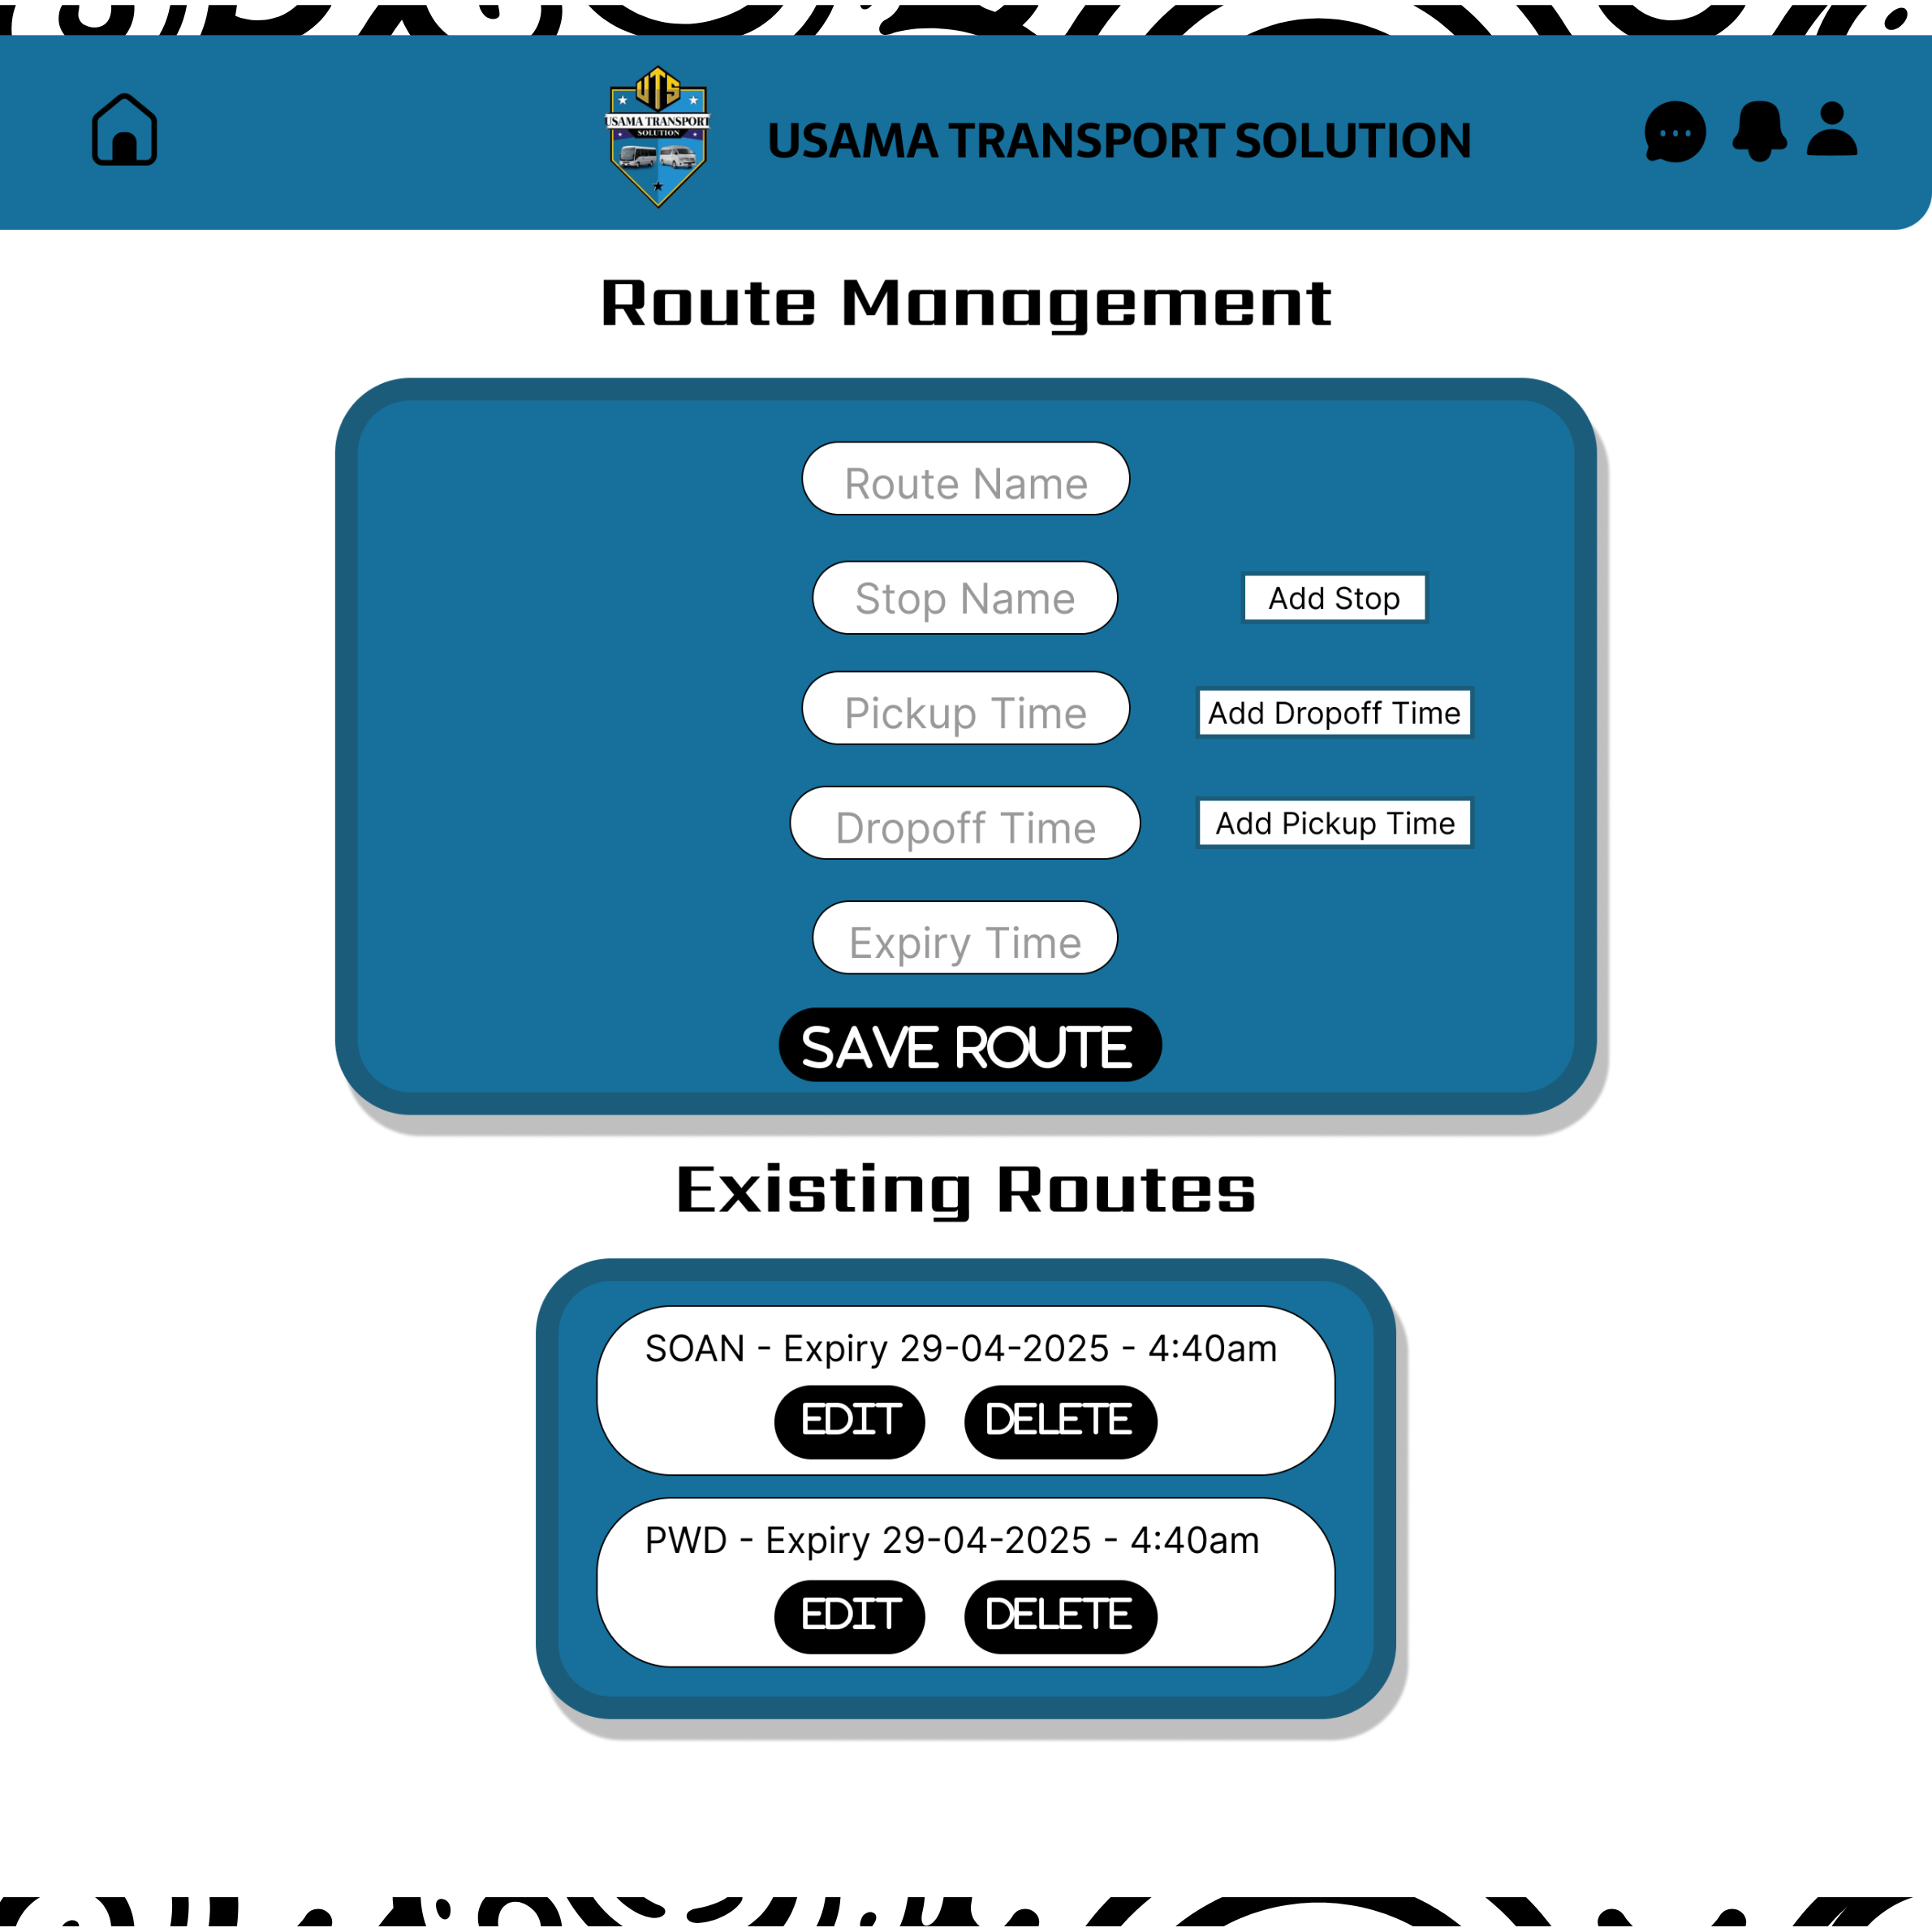 UTS
USAMA TRANSPORT
SOLUTION
USAMA TRANSPORT SOLUTION
Route Management
Route Name
Stop Name
Add Stop
Pickup Time
Add Dropoff Time
Dropoff Time
Add Pickup Time
Expiry Time
SAVE ROUTE
Existing Routes
SOAN - Expiry 29-04-2025 - 4:40am
EDIT DELETE
PWD - Expiry 29-04-2025 - 4:40am
EDIT DELETE